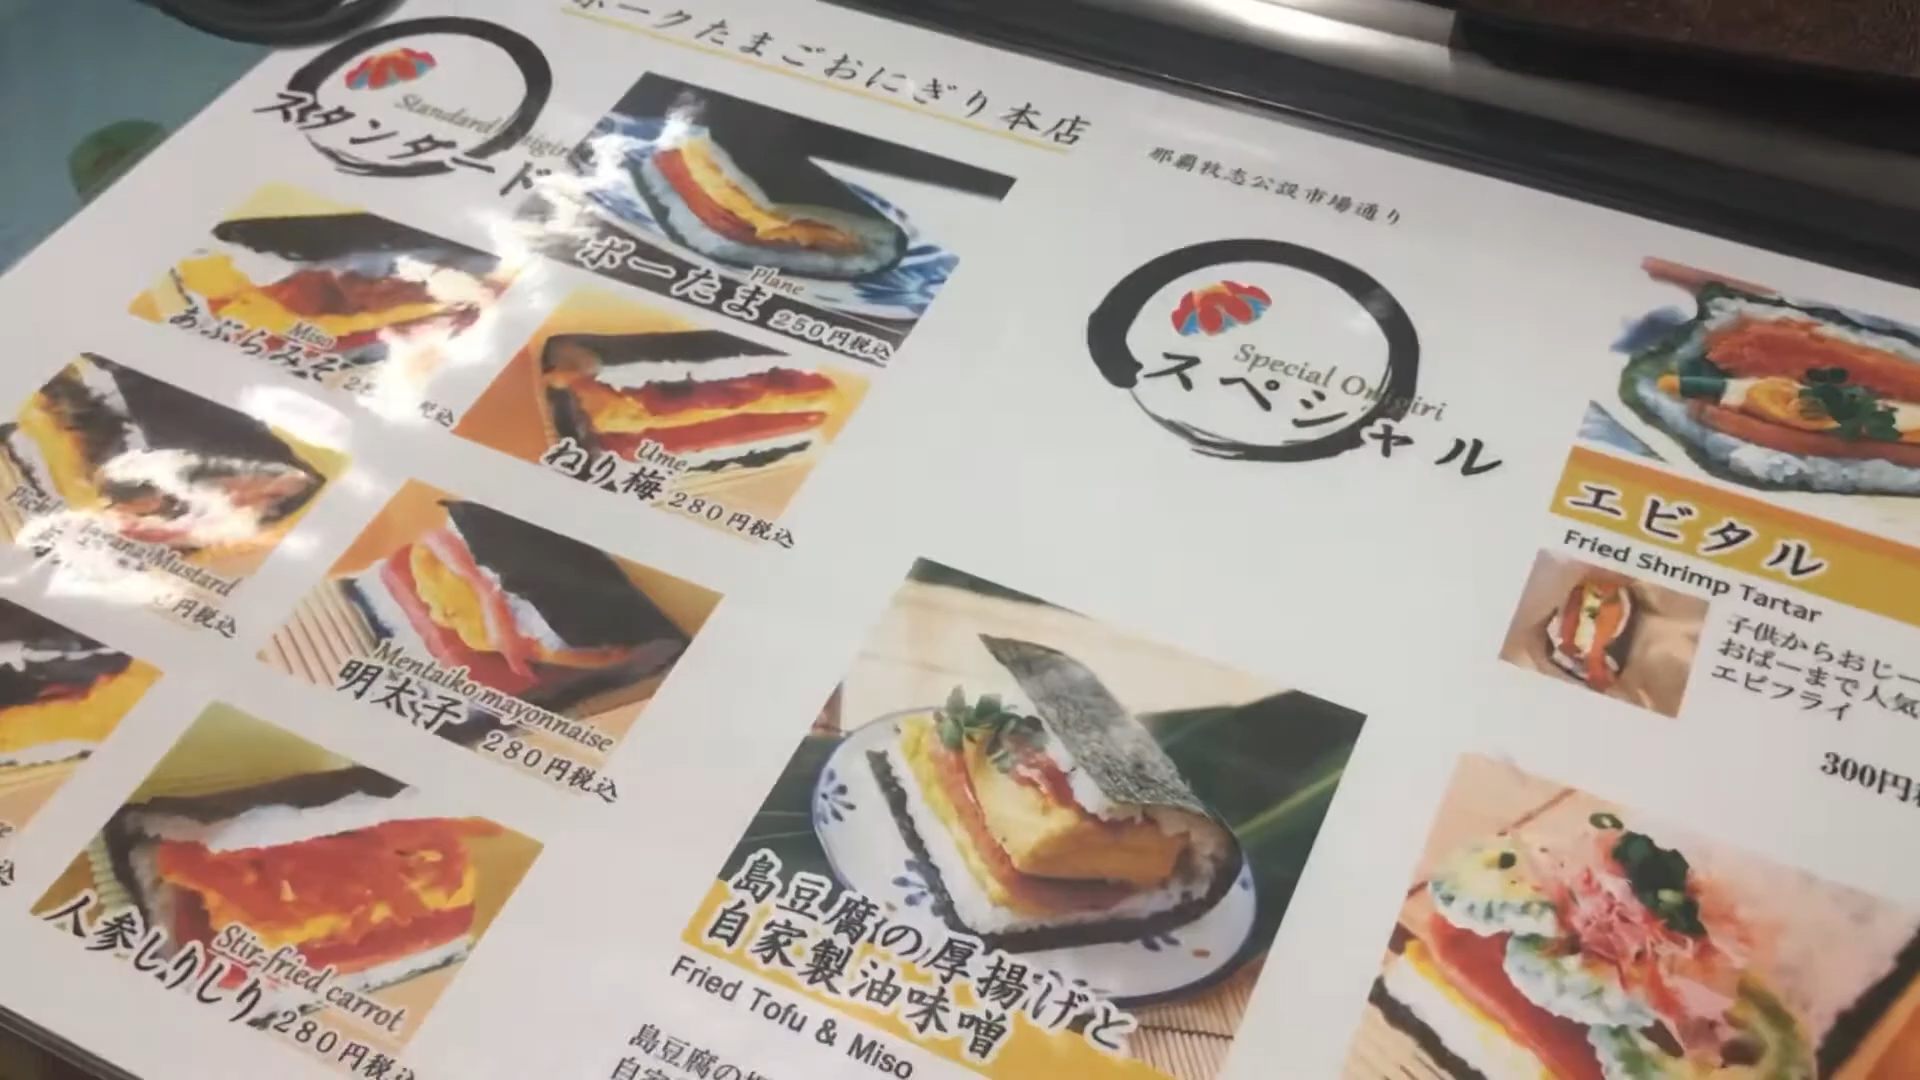 ポークたまごおにぎり本店
那覇牧志公設市場通り
Standard Onigiri
スタンダード
Plane
ポーたま 250円税込
Miso
あぶらみそ
税込
Ume
ねり梅 280円税込
Mustard
円税込
Mentaiko mayonnaise
明太子
280円税込
Stir-fried carrot
人参しりしり 280円税込
Special Onigiri
スペシャル
エビタル
Fried Shrimp Tartar
子供からおじー
おばーまで人気
エビフライ
300円
島豆腐の厚揚げと
自家製油味噌
Fried Tofu & Miso
島豆腐の
自家